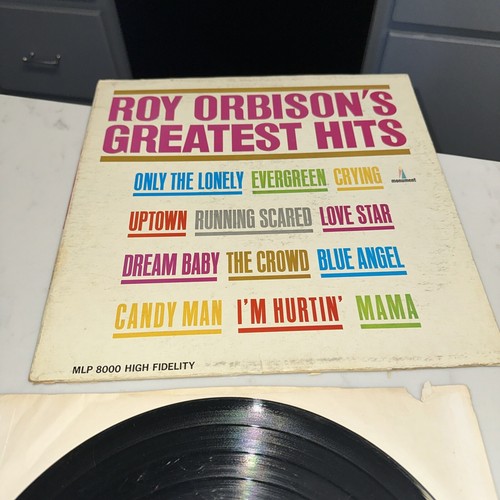 ROY ORBISON'S
GREATEST HITS
ONLY THE LONELY EVERGREEN CRYING
monument
UPTOWN RUNNING SCARED LOVE STAR
DREAM BABY THE CROWD BLUE ANGEL
CANDY MAN I'M HURTIN' MAMA
MLP 8000 HIGH FIDELITY